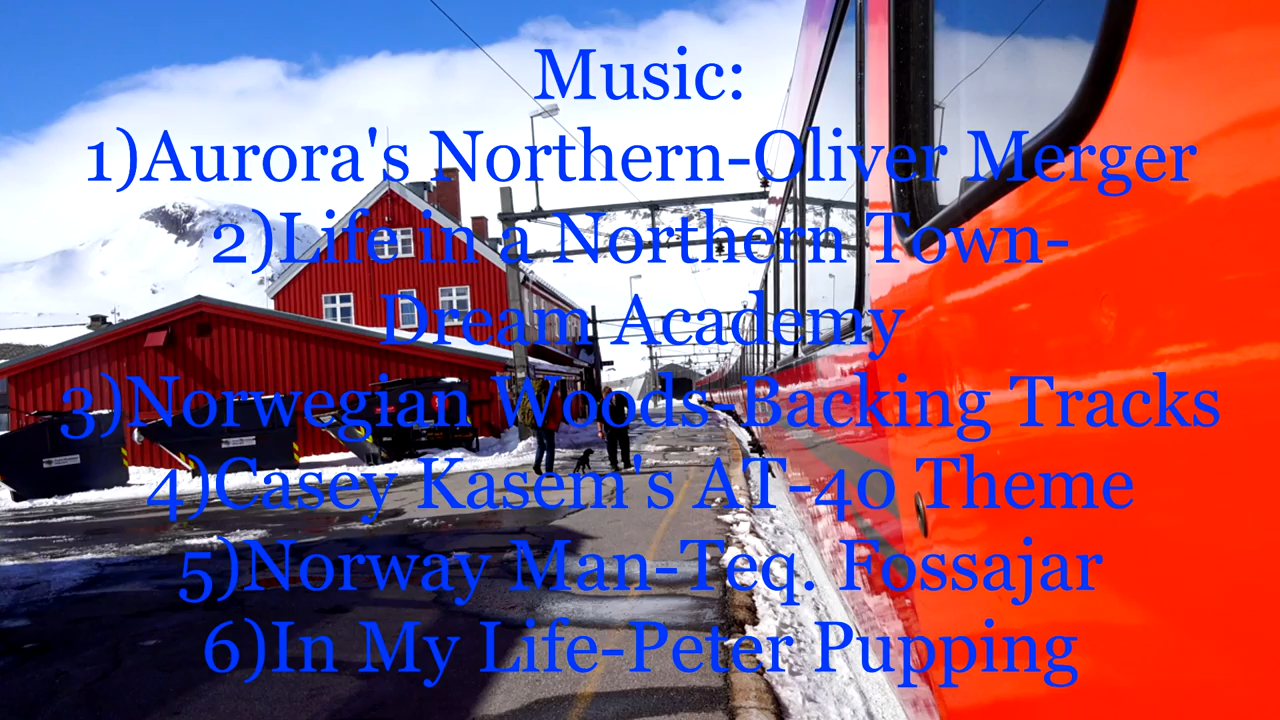 Music:
1)Aurora's Northern-Oliver Merger
2)Life in a Northern Town-
Dream Academy
3)Norwegian Woods-Backing Tracks
4)Casey Kasem's AT-40 Theme
5)Norway Man-Teq. Fossajar
6)In My Life-Peter Pupping